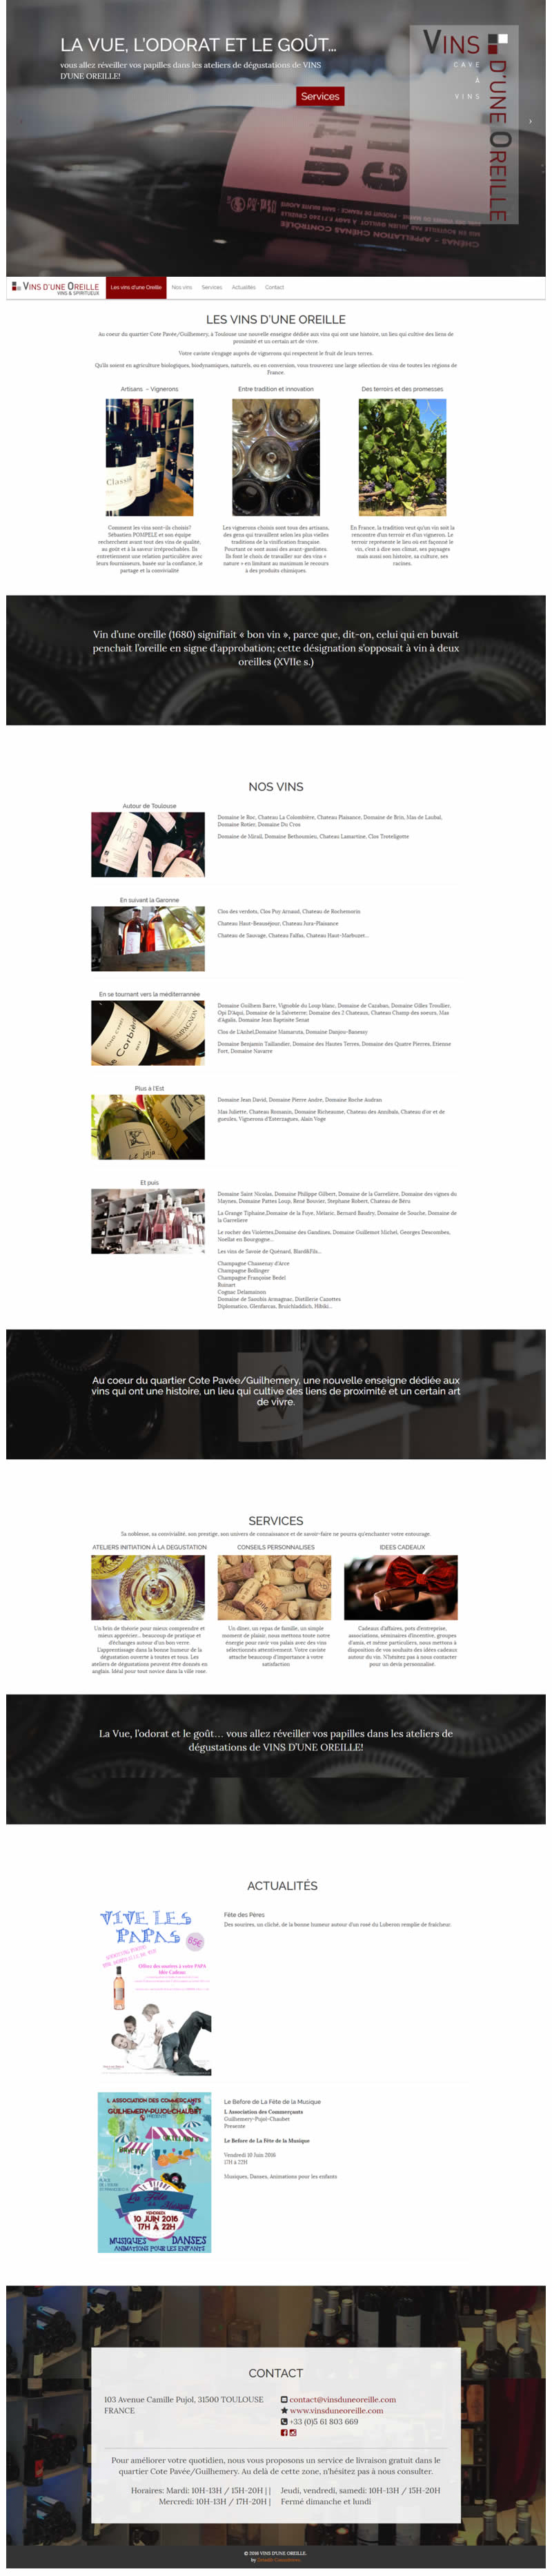 LA VUE, L'ODORAT ET LE GOÛT...
vous allez réveiller vos papilles dans les ateliers de dégustations de VINS
D'UNE OREILLE!
Services
VINS
CAVE
À
VINS
D'UNE OREILLE
VINS D'UNE OREILLE
VINS & SPIRITUEUX
Les vins d'une Oreille
Nos vins
Services
Actualités
Contact
LES VINS D'UNE OREILLE
Au coeur du quartier Cote Pavée/Guilhemery, à Toulouse une nouvelle enseigne dédiée aux vins qui ont une histoire, un lieu qui cultive des liens de
proximité et un certain art de vivre.
Votre caviste s'engage auprès de vignerons qui respectent le fruit de leurs terres.
Qu'ils soient en agriculture biologiques, biodynamiques, naturels, ou en conversion, vous trouverez une large sélection de vins de toutes les régions de
France
Artisans - Vignerons
Entre tradition et innovation
Des terroirs et des promesses
Classik
Comment les vins sont-ils choisis?
Sébastien POMPELE et son équipe
recherchent avant tout des vins de qualité,
au goût et à la saveur irréprochables. Ils
entretiennent une relation particulière avec
leurs fournisseurs, basée sur la confiance, le
partage et la convivialité
Les vignerons choisis sont tous des artisans,
des gens qui travaillent selon les plus vieilles
traditions de la vinification française.
Pourtant ce sont aussi des avant-gardistes.
Ils font le choix de travailler sur des vins «
nature » en limitant au maximum le recours
à des produits chimiques.
En France, la tradition veut qu'un vin soit la
rencontre d'un terroir et d'un vigneron. Le
terroir représente le lieu où est façonné le
vin, c'est à dire son climat, ses paysages
mais aussi son histoire, sa culture, ses
racines.
Vin d'une oreille (1680) signifiait « bon vin », parce que, dit-on, celui qui en buvait
penchait l'oreille en signe d'approbation; cette désignation s'opposait à vin à deux
oreilles (XVIIe s.)
NOS VINS
Autour de Toulouse
Domaine le Roc, Chateau La Colombière, Chateau Plaisance, Domaine de Brin, Mas de Laubal,
Domaine Rotier, Domaine Du Cros
Domaine de Mirail, Domaine Bethoumieu, Chateau Lamartine, Clos Troteligotte
En suivant la Garonne
Clos des verdots, Clos Puy Arnaud, Chateau de Rochemorin
Chateau Haut-Beauséjour, Chateau Jura-Plaisance
Chateau de Sauvage, Chateau Falfas, Chateau Haut-Marbuzet...
En se tournant vers la méditerrannée
Domaine Guilhem Barre, Vignoble du Loup blanc, Domaine de Cazaban, Domaine Gilles Trouillier,
Opi D'Aqui, Domaine de la Salveterre; Domaine des 2 Chateaux, Chateau Champ des soeurs, Mas
d'Agalis, Domaine Jean Baptiste Senat
Clos de L'Anhel,Domaine Mamaruta, Domaine Danjou-Banessy
Domaine Benjamin Taillandier, Domaine des Hautes Terres, Domaine des Quatre Pierres, Etienne
Fort, Domaine Navarre
Plus à l'Est
Le jaja
Domaine Jean David, Domaine Pierre Andre, Domaine Roche Audran
Mas Juliette, Chateau Romanin, Domaine Richeaume, Chateau des Annibals, Chateau d'or et de
gueules, Vignerons d'Estezargues, Alain Voge
Et puis
Domaine Saint Nicolas, Domaine Philippe Gilbert, Domaine de la Garrelière, Domaine des vignes du
Maynes, Domaine Pattes Loup, René Bouvier, Stephane Robert, Chateau de Béru
La Grange Tiphaine,Domaine de la Foye, Mélaric, Bernard Baudry, Domaine de Souche, Domaine de
la Garreliere
Le rocher des Violettes,Domaine des Gandines, Domaine Guillemot Michel, Georges Descombes,
Noellat en Bourgogne...
Les vins de Savoie de Quénard, Blard&Fils...
Champagne Chassenay d'Arce
Champagne Bollinger
Champagne Françoise Bedel
Ruinart
Cognac Delamain
Domaine de Saoubis Armagnac, Distillerie Cazottes
Diplomatico, Glenfarcas, Bruichladdich, Hibiki...
Au coeur du quartier Cote Pavée/Guilhemery, une nouvelle enseigne dédiée aux
vins qui ont une histoire, un lieu qui cultive des liens de proximité et un certain art
de vivre.
SERVICES
Sa noblesse, sa convivialité, son prestige, son univers de connaissance et de savoir-faire ne pourra qu'enchanter votre entourage.
ATELIERS INITIATION À LA DEGUSTATION
CONSEILS PERSONNALISES
IDEES CADEAUX
Un brin de théorie pour mieux comprendre et
mieux apprécier... beaucoup de pratique et
d'échanges autour d'un bon verre.
L'apprentissage dans la bonne humeur de la
dégustation ouverte à toutes et tous. Les
ateliers de dégustations peuvent être donnés en
anglais. Idéal pour tout novice dans la ville rose.
Un dîner, un repas de famille, un simple
moment de plaisir, nous mettons toute notre
énergie pour ravir vos palais avec des vins
sélectionnés attentivement. Votre caviste
attache beaucoup d'importance à votre
satisfaction
Cadeaux d'affaires, pots d'entreprise,
associations, séminaires d'incentive, groupes
d'amis, et même particuliers, nous mettons à
disposition de vos souhaits des idées cadeaux
autour du vin. N'hésitez pas à nous contacter
pour un devis personnalisé.
La Vue, l'odorat et le goût... vous allez réveiller vos papilles dans les ateliers de
dégustations de VINS D'UNE OREILLE!
ACTUALITÉS
VIVE LES
PAPAS
65€
Offrez des sourires à votre PAPA
Idée Cadeau
Fête des Pères
Des sourires, un cliché, de la bonne humeur autour d'un rosé du Luberon remplie de fraicheur.
L ASSOCIATION DES COMMERÇANTS
GUILHEMERY-PUJOL-CHAUBET
PRESENTE
La Fête
de la Musique
VENDREDI
10 JUIN 2016
17H À 22H
MUSIQUES DANSES
ANIMATIONS POUR LES ENFANTS
Le Before de La Fête de la Musique
L Association des Commerçants
Guilhemery-Pujol-Chaubet
Presente
Le Before de La Fête de la Musique
Vendredi 10 Juin 2016
17H à 22H
Musiques, Danses, Animations pour les enfants
CONTACT
103 Avenue Camille Pujol, 31500 TOULOUSE
FRANCE
contact@vinsduneoreille.com
www.vinsduneoreille.com
+33 (0)5 61 803 669
Pour améliorer votre quotidien, nous vous proposons un service de livraison gratuit dans le
quartier Cote Pavée/Guilhemery. Au delà de cette zone, n'hésitez pas à nous consulter.
Horaires: Mardi: 10H-13H / 15H-20H | | Jeudi, vendredi, samedi: 10H-13H / 15H-20H
Mercredi: 10H-13H / 17H-20H | Fermé dimanche et lundi
© 2016 VINS D'UNE OREILLE.